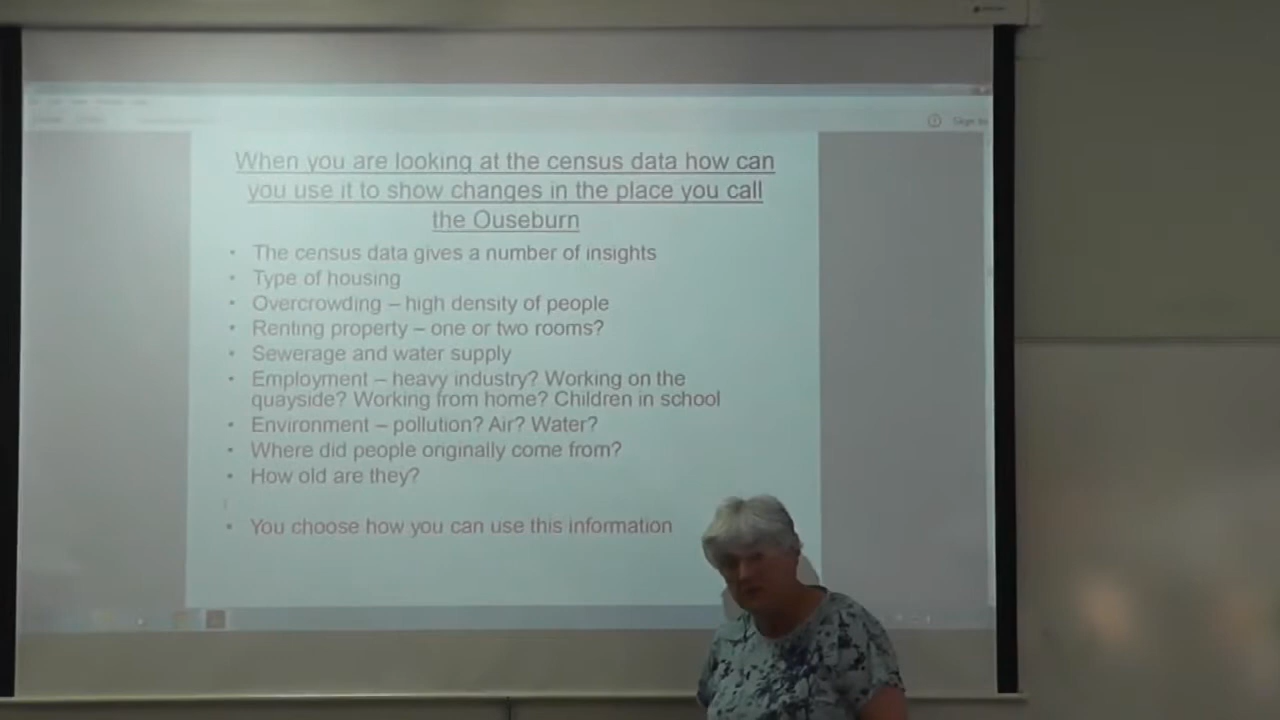 Sign In
When you are looking at the census data how can
you use it to show changes in the place you call
the Ouseburn
• The census data gives a number of insights
• Type of housing
• Overcrowding – high density of people
• Renting property – one or two rooms?
• Sewerage and water supply
• Employment – heavy industry? Working on the
quayside? Working from home? Children in school
• Environment – pollution? Air? Water?
• Where did people originally come from?
• How old are they?
• You choose how you can use this information